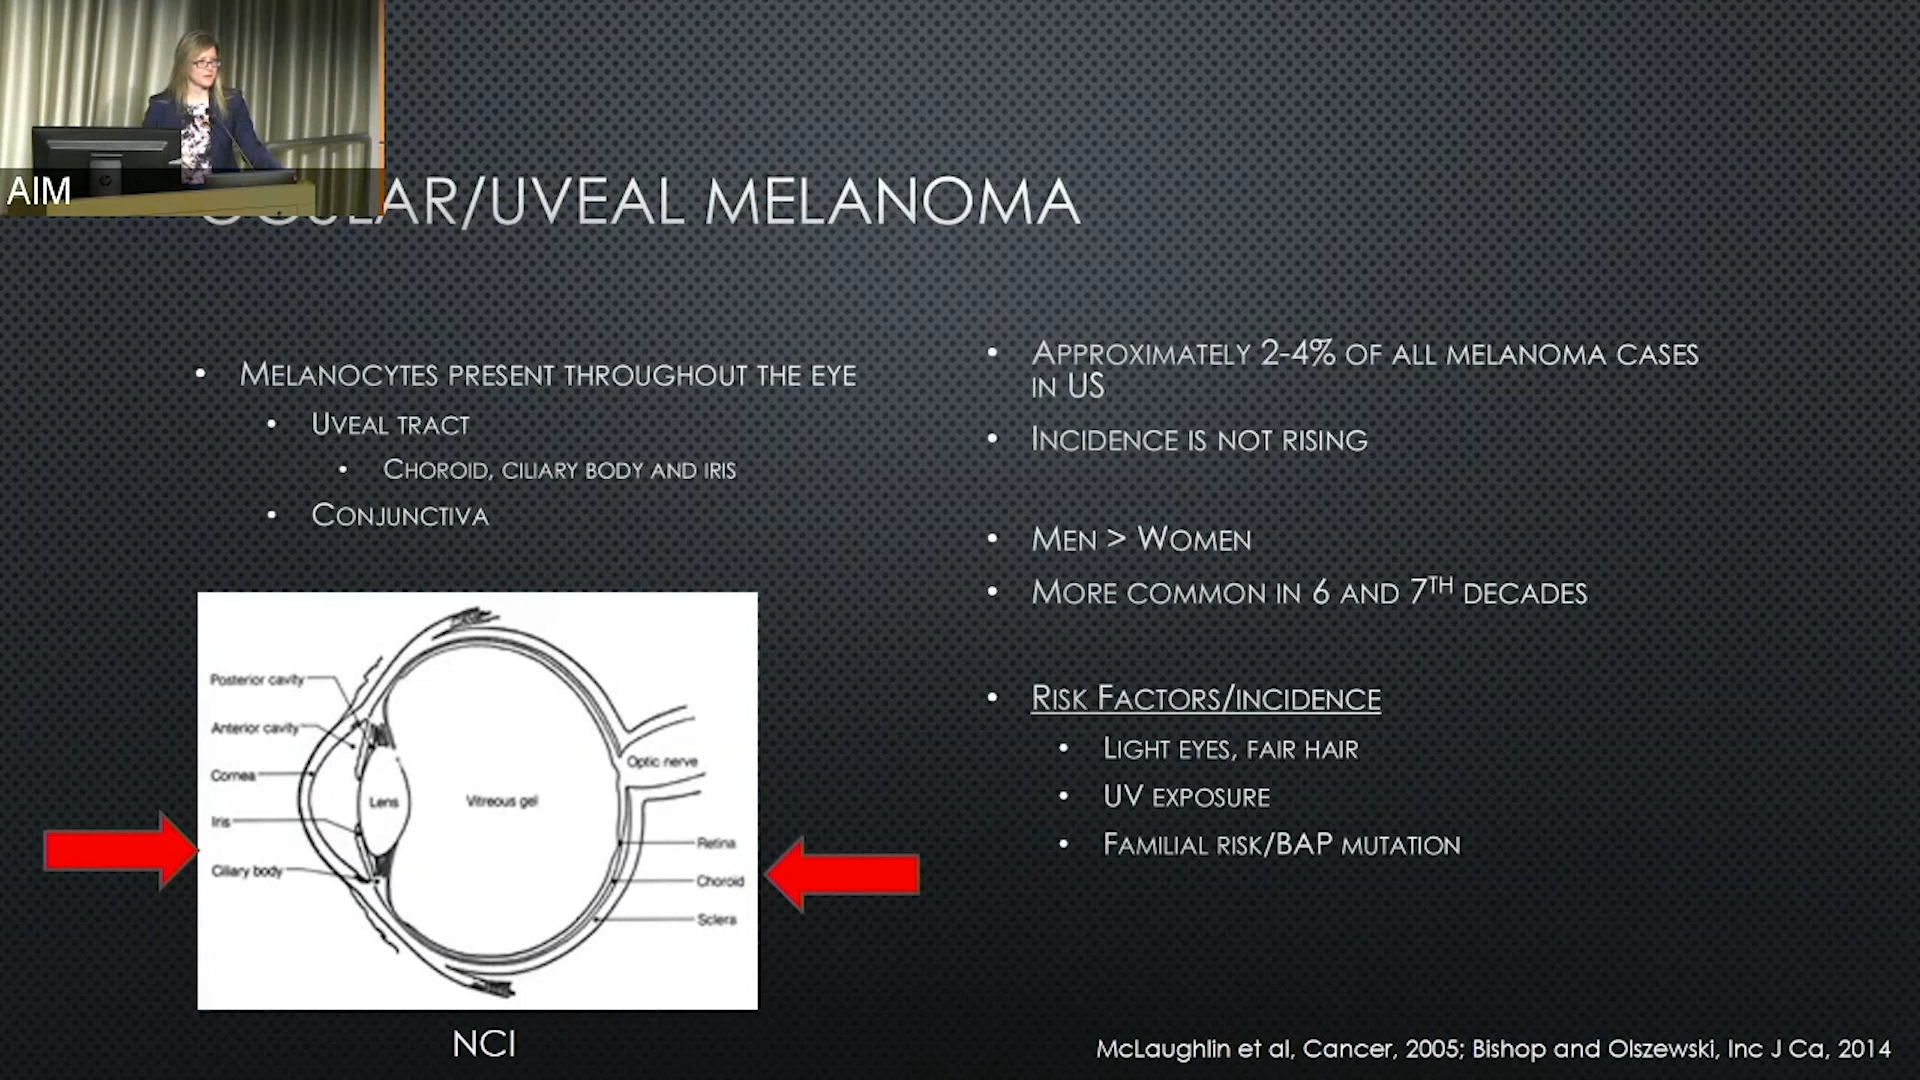 AIM
OCULAR/UVEAL MELANOMA
• MELANOCYTES PRESENT THROUGHOUT THE EYE
• UVEAL TRACT
• CHOROID, CILIARY BODY AND IRIS
• CONJUNCTIVA
Posterior cavity
Anterior cavity
Cornea
Iris
Ciliary body
Lens
Vitreous gel
Optic nerve
Retina
Choroid
Sclera
NCI
• APPROXIMATELY 2-4% OF ALL MELANOMA CASES
IN US
• INCIDENCE IS NOT RISING
• MEN > WOMEN
• MORE COMMON IN 6 AND 7TH DECADES
• RISK FACTORS/INCIDENCE
• LIGHT EYES, FAIR HAIR
• UV EXPOSURE
• FAMILIAL RISK/BAP MUTATION
McLaughlin et al, Cancer, 2005; Bishop and Olszewski, Inc J Ca, 2014